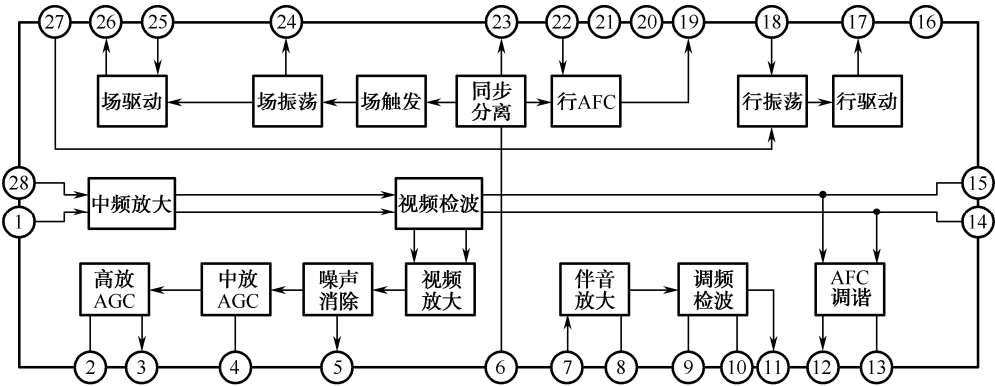 27 26 25 24 23 22 21 20 19 18 17 16
场驱动 场振荡 场触发 同步 行AFC 行振荡 行驱动
分离
28 15
中频放大 视频检波
1 14
高放 中放 噪声 视频 伴音 调频 AFC
AGC AGC 消除 放大 放大 检波 调谐
2 3 4 5 6 7 8 9 10 11 12 13